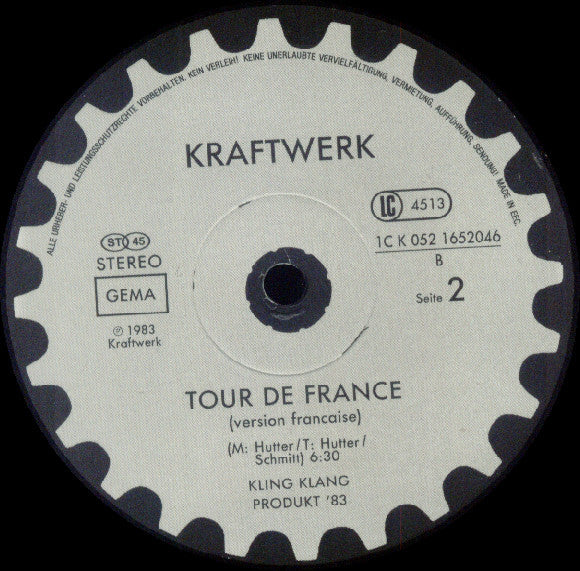 ALLE URHEBER- UND LEISTUNGSSCHUTZRECHTE VORBEHALTEN. KEIN VERLEIH! KEINE UNERLAUBTE VERVIELFÄLTIGUNG, VERMIETUNG, AUFFÜHRUNG, SENDUNG! MADE IN EEC.
KRAFTWERK
LC 4513
ST 45
STEREO
1C K 052 1652046
B
GEMA
Seite 2
℗ 1983
Kraftwerk
TOUR DE FRANCE
(version francaise)
(M: Hutter/T: Hutter/
Schmitt) 6:30
KLING KLANG
PRODUKT '83